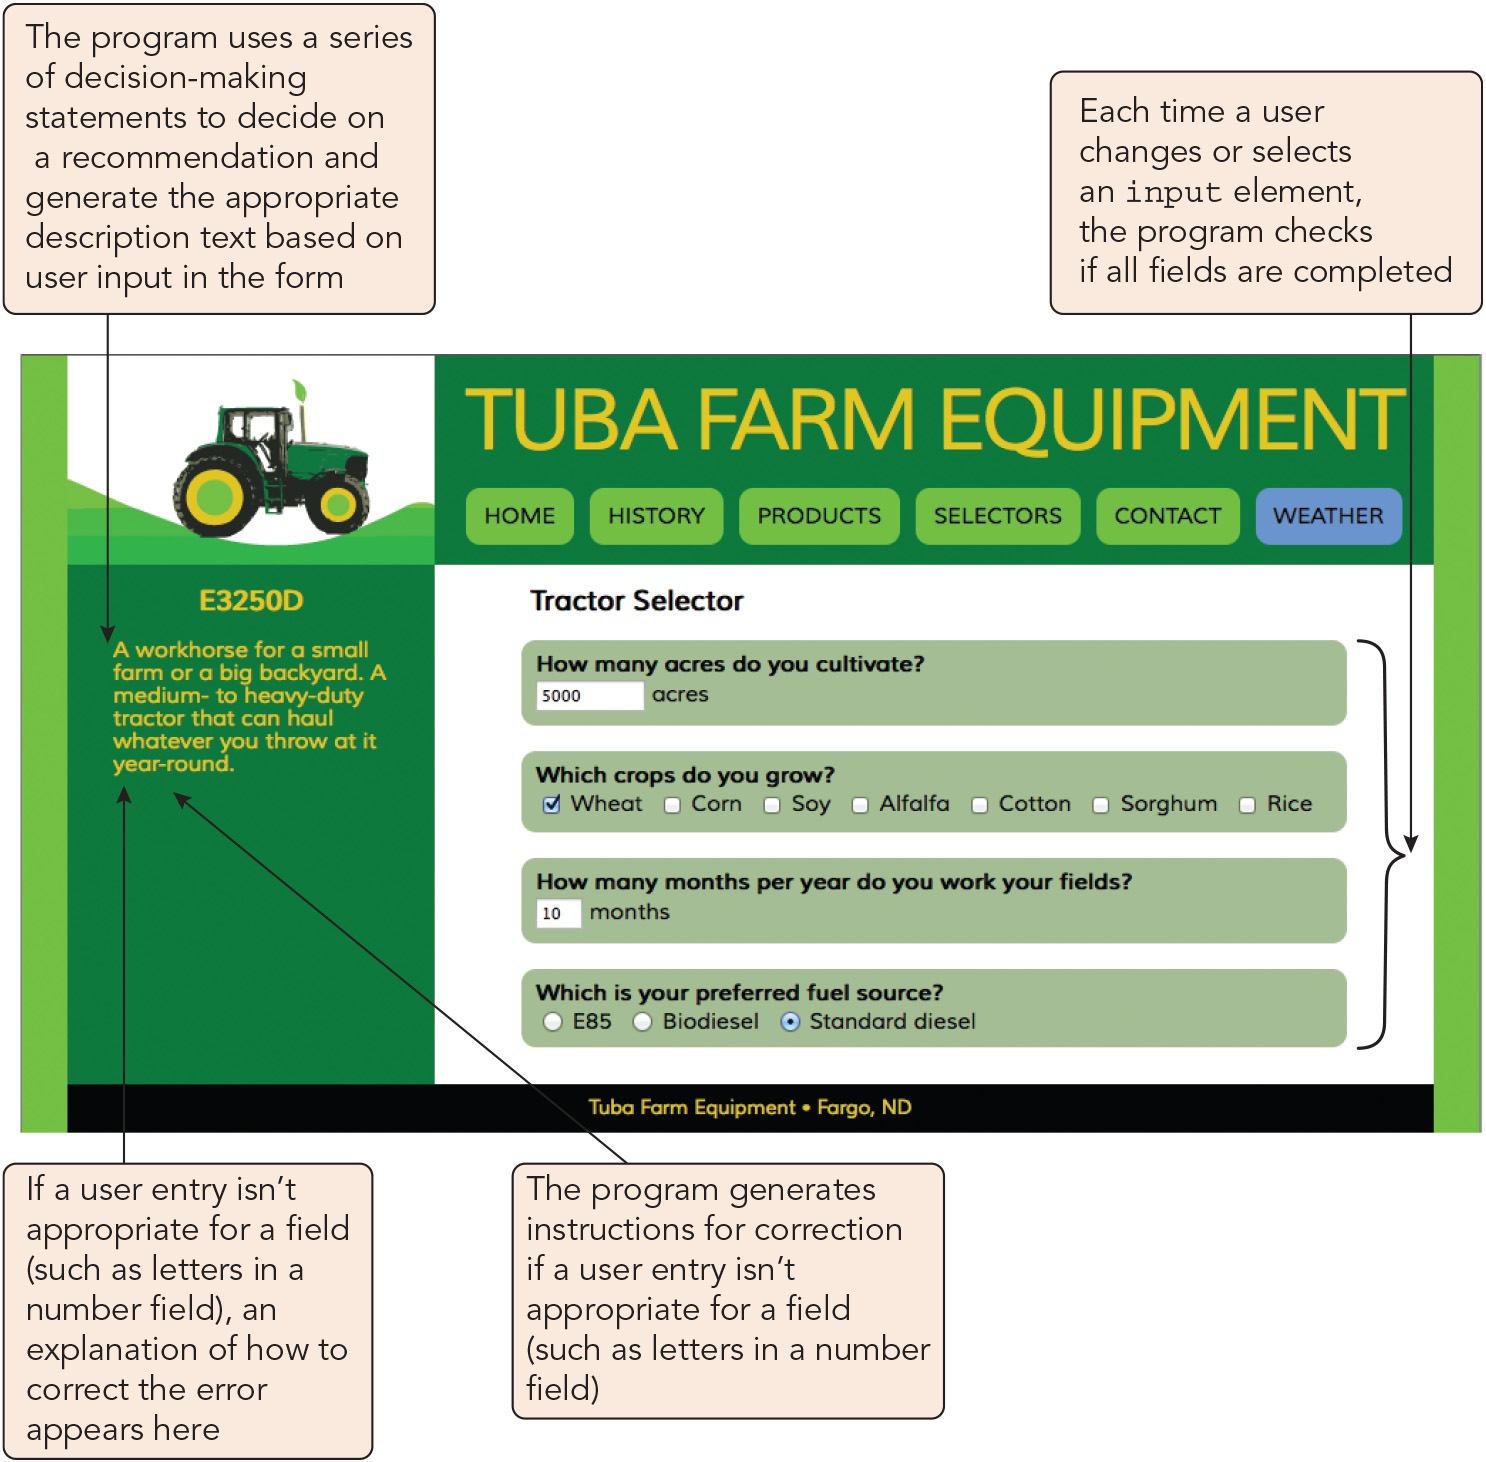 The program uses a series
of decision-making
statements to decide on
a recommendation and
generate the appropriate
description text based on
user input in the form
Each time a user
changes or selects
an input element,
the program checks
if all fields are completed
TUBA FARM EQUIPMENT
HOME HISTORY PRODUCTS SELECTORS CONTACT WEATHER
E3250D
A workhorse for a small
farm or a big backyard. A
medium- to heavy-duty
tractor that can haul
whatever you throw at it
year-round.
Tractor Selector
How many acres do you cultivate?
5000 acres
Which crops do you grow?
Wheat Corn Soy Alfalfa Cotton Sorghum Rice
How many months per year do you work your fields?
10 months
Which is your preferred fuel source?
E85 Biodiesel Standard diesel
Tuba Farm Equipment • Fargo, ND
If a user entry isn’t
appropriate for a field
(such as letters in a
number field), an
explanation of how to
correct the error
appears here
The program generates
instructions for correction
if a user entry isn’t
appropriate for a field
(such as letters in a number
field)